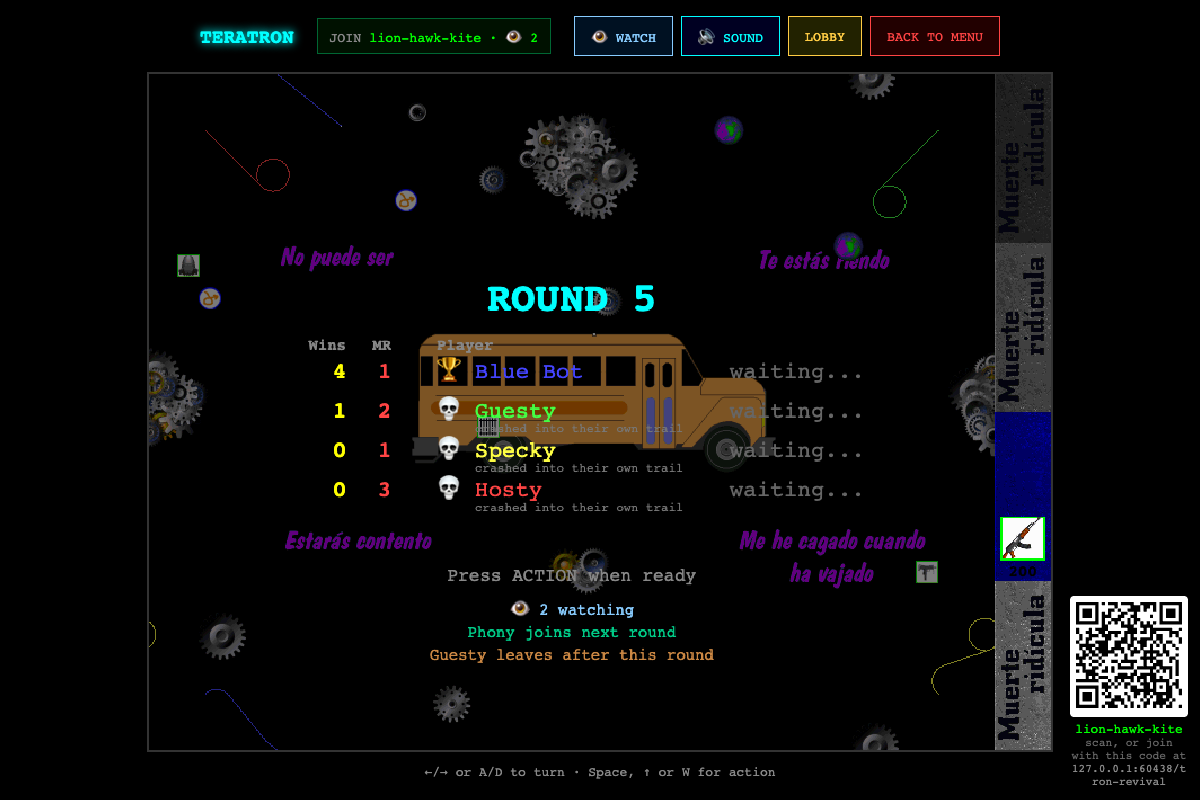 TERATRON
JOIN lion-hawk-kite · 👁 2
👁 WATCH
🔊 SOUND
LOBBY
BACK TO MENU
Muerte ridícula
No puede ser
Te estás riendo
ROUND 5
Muerte ridícula
Wins MR Player
4 1 🏆 Blue Bot waiting...
1 2 💀 Guesty waiting...
crashed into their own trail
0 1 💀 Specky waiting...
crashed into their own trail
0 3 💀 Hosty waiting...
crashed into their own trail
Estarás contento
Me he cagado cuando
ha vajado
200
Press ACTION when ready
👁 2 watching
Phony joins next round
Guesty leaves after this round
Muerte ridícula
lion-hawk-kite
scan, or join
with this code at
127.0.0.1:60438/t
ron-revival
←/→ or A/D to turn · Space, ↑ or W for action